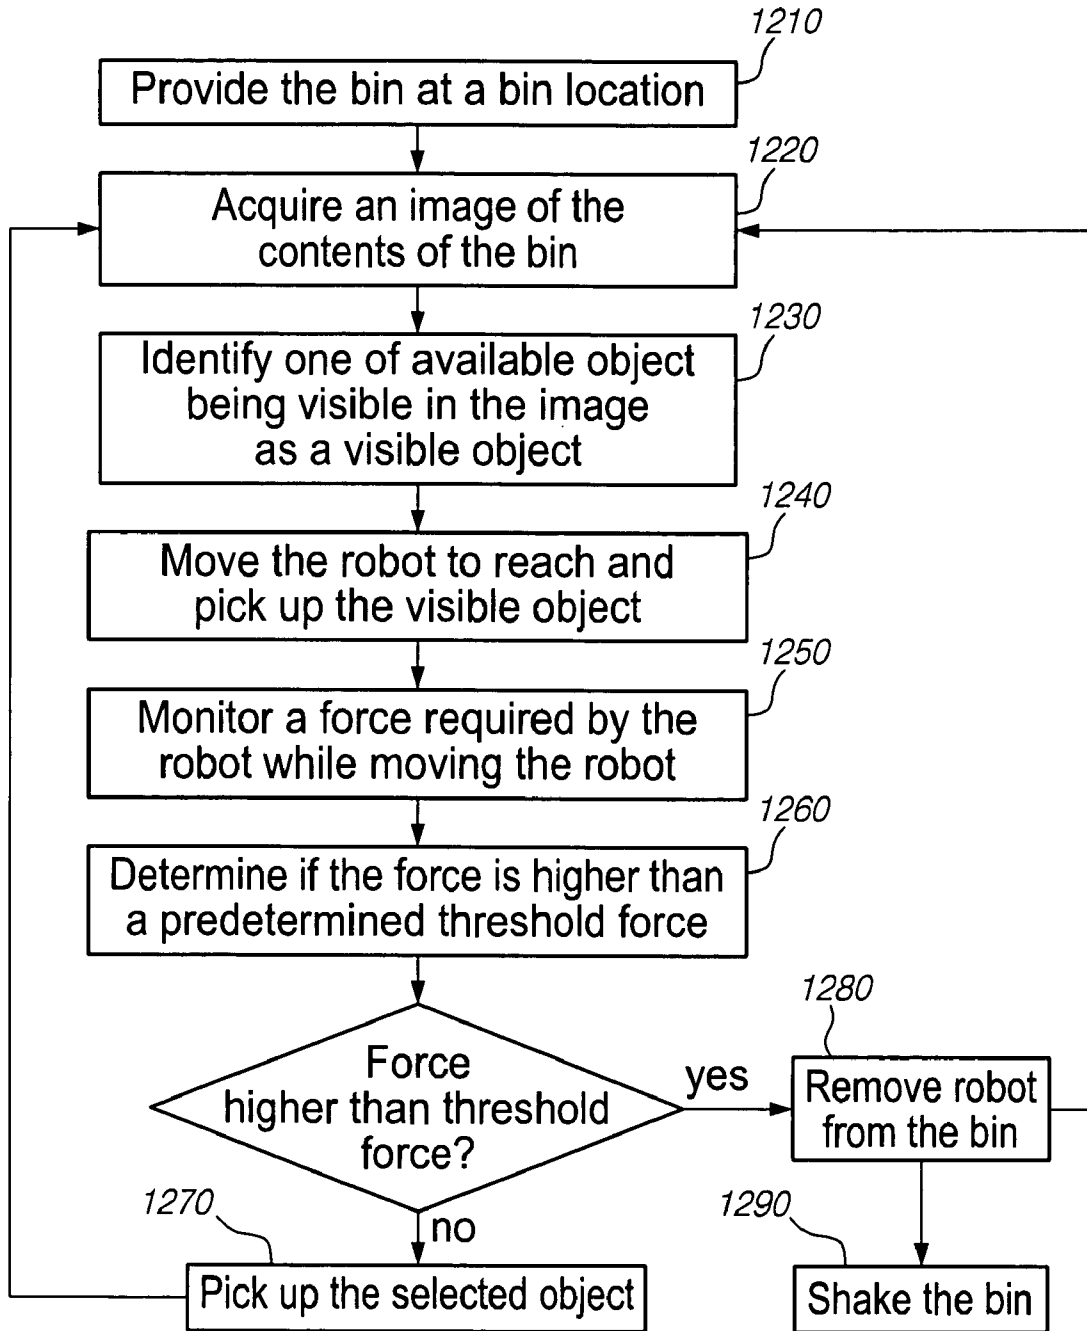 1210
Provide the bin at a bin location
1220
Acquire an image of the
contents of the bin
1230
Identify one of available object
being visible in the image
as a visible object
1240
Move the robot to reach and
pick up the visible object
1250
Monitor a force required by the
robot while moving the robot
1260
Determine if the force is higher than
a predetermined threshold force
Force
higher than threshold
force?
yes
1280
Remove robot
from the bin
no
1270
Pick up the selected object
1290
Shake the bin